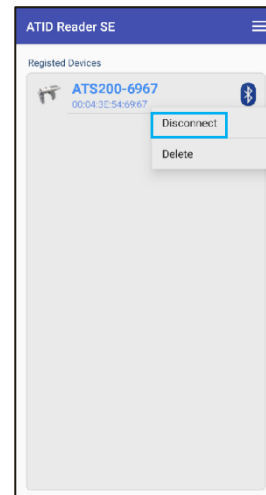 ATID Reader SE
Registed Devices
ATS200-6967
00:04:3E:54:69:67
Disconnect
Delete